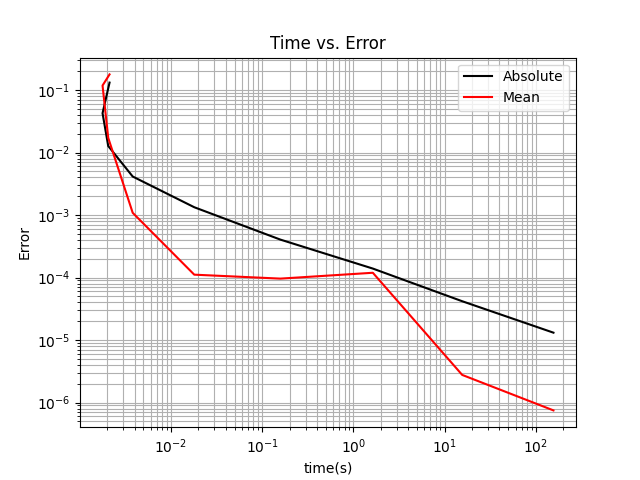 Time vs. Error
Absolute
Mean
10⁻¹
10⁻²
10⁻³
10⁻⁴
10⁻⁵
10⁻⁶
Error
10⁻² 10⁻¹ 10⁰ 10¹ 10²
time(s)